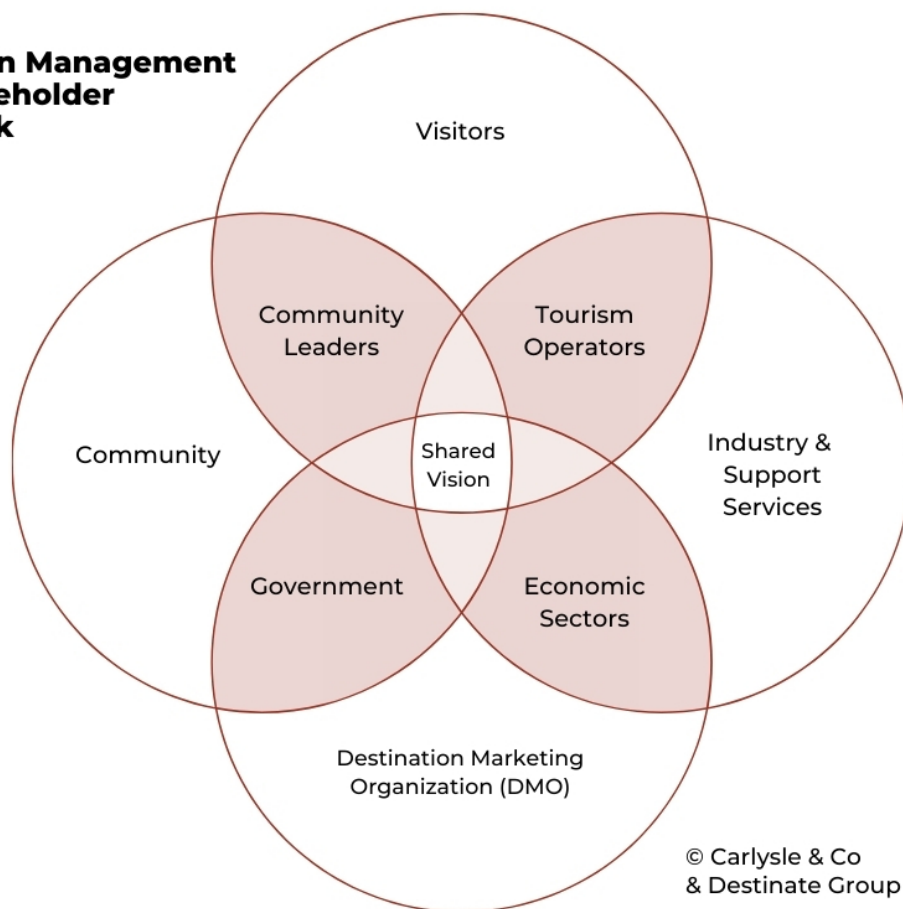 n Management
eholder
k
Visitors
Community
Leaders
Tourism
Operators
Community
Shared
Vision
Industry &
Support
Services
Government
Economic
Sectors
Destination Marketing
Organization (DMO)
© Carlysle & Co
& Destinate Group